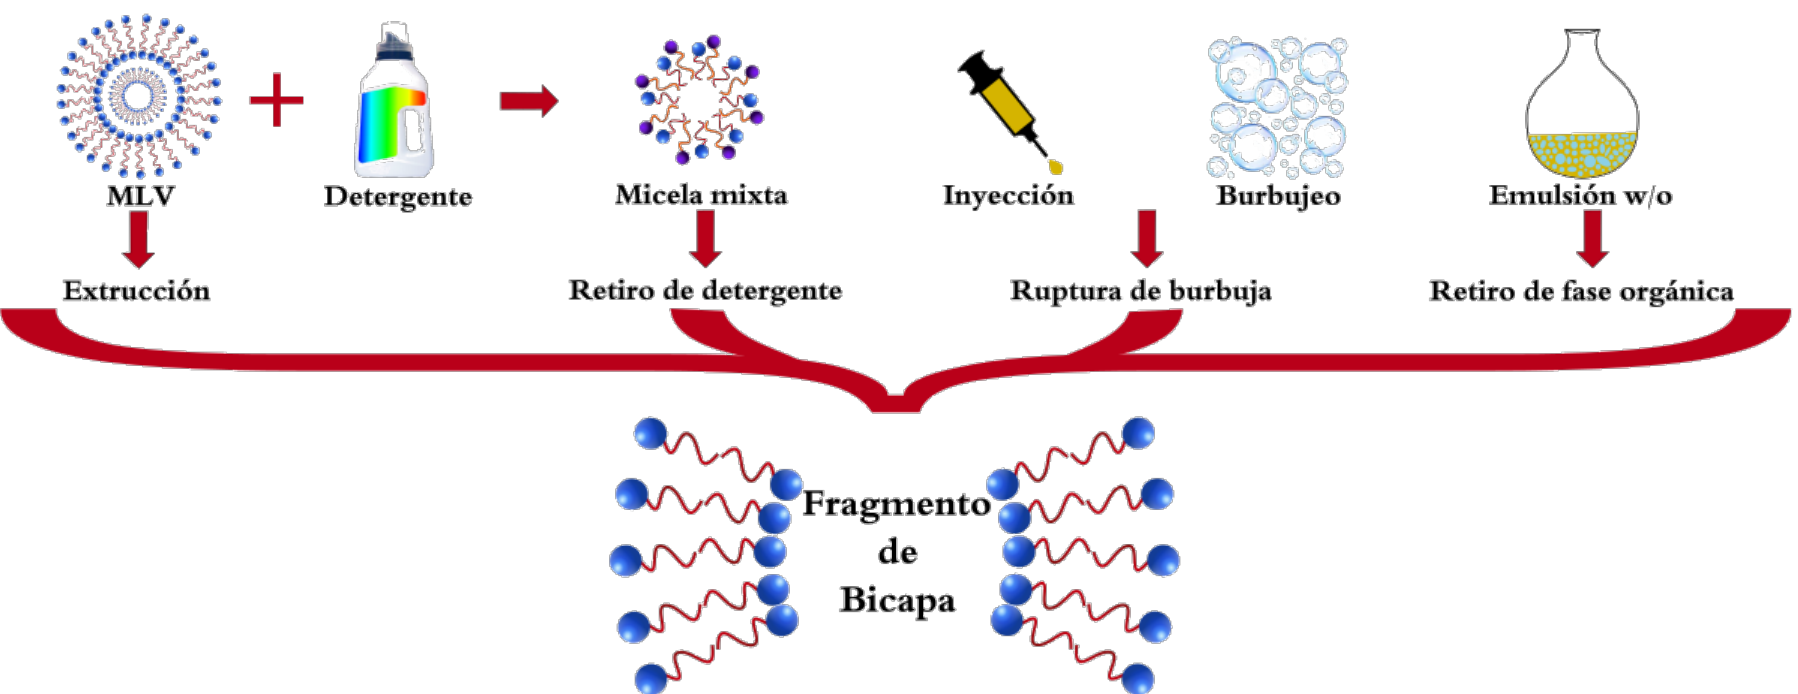 MLV
Detergente
Micela mixta
Inyección
Burbujeo
Emulsión w/o
Extrucción
Retiro de detergente
Ruptura de burbuja
Retiro de fase orgánica
Fragmento
de
Bicapa